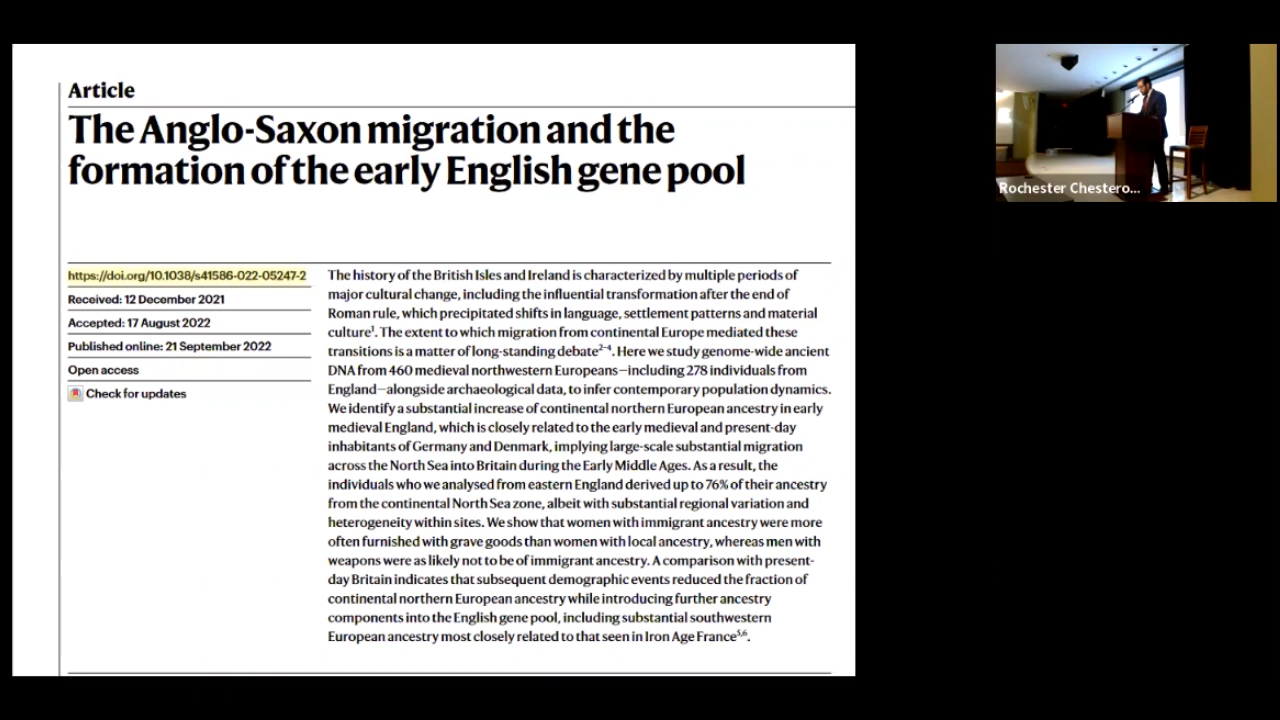 Article
The Anglo-Saxon migration and the
formation of the early English gene pool
https://doi.org/10.1038/s41586-022-05247-2
Received: 12 December 2021
Accepted: 17 August 2022
Published online: 21 September 2022
Open access
Check for updates
The history of the British Isles and Ireland is characterized by multiple periods of
major cultural change, including the influential transformation after the end of
Roman rule, which precipitated shifts in language, settlement patterns and material
culture¹. The extent to which migration from continental Europe mediated these
transitions is a matter of long-standing debate²⁻⁴. Here we study genome-wide ancient
DNA from 460 medieval northwestern Europeans—including 278 individuals from
England—alongside archaeological data, to infer contemporary population dynamics.
We identify a substantial increase of continental northern European ancestry in early
medieval England, which is closely related to the early medieval and present-day
inhabitants of Germany and Denmark, implying large-scale substantial migration
across the North Sea into Britain during the Early Middle Ages. As a result, the
individuals who we analysed from eastern England derived up to 76% of their ancestry
from the continental North Sea zone, albeit with substantial regional variation and
heterogeneity within sites. We show that women with immigrant ancestry were more
often furnished with grave goods than women with local ancestry, whereas men with
weapons were as likely not to be of immigrant ancestry. A comparison with present-
day Britain indicates that subsequent demographic events reduced the fraction of
continental northern European ancestry while introducing further ancestry
components into the English gene pool, including substantial southwestern
European ancestry most closely related to that seen in Iron Age France⁵,⁶.
Rochester Chestero...